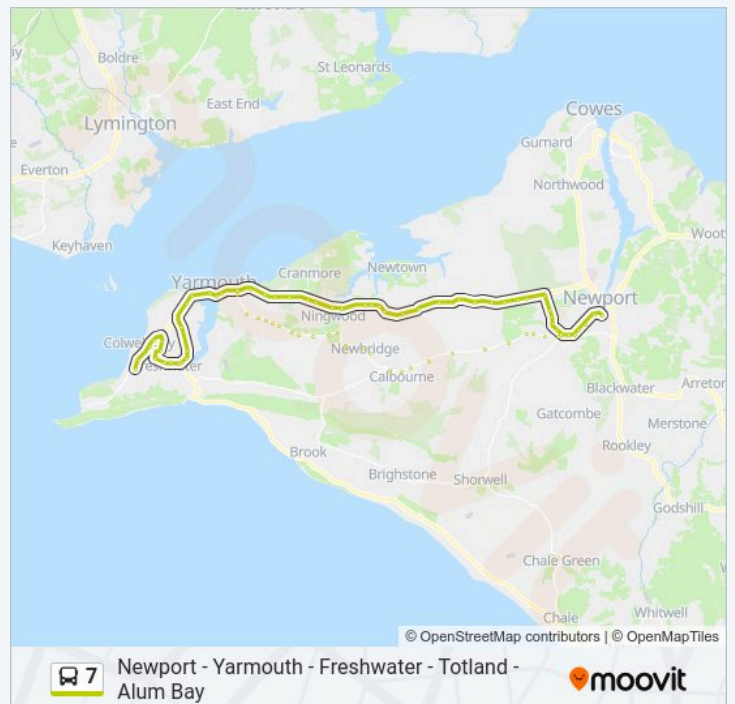 Boldre
St Leonards
East End
Lymington
Cowes
Gurnard
Everton
Northwood
Keyhaven
Woot
Yarmouth
Cranmore
Newtown
Newport
Ningwood
Newbridge
Calbourne
Blackwater
Arreton
Gatcombe
Merstone
Brook
Rookley
Brighstone
Shorwell
Godshill
Chale Green
Chale
Whitwell
© OpenStreetMap contributors | © OpenMapTiles
7
Newport - Yarmouth - Freshwater - Totland -
Alum Bay
moovit